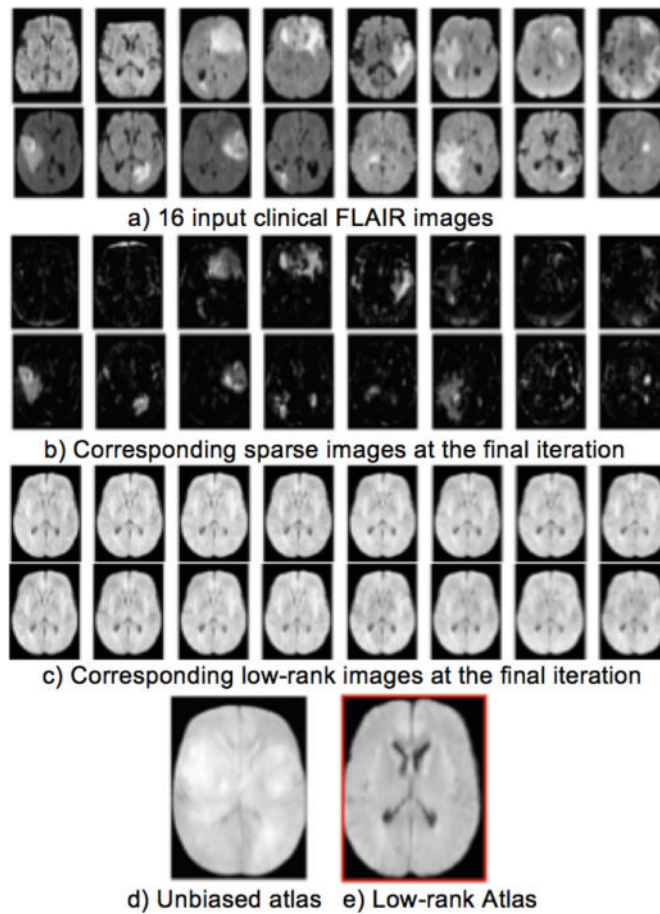 a) 16 input clinical FLAIR images
b) Corresponding sparse images at the final iteration
c) Corresponding low-rank images at the final iteration
d) Unbiased atlas e) Low-rank Atlas